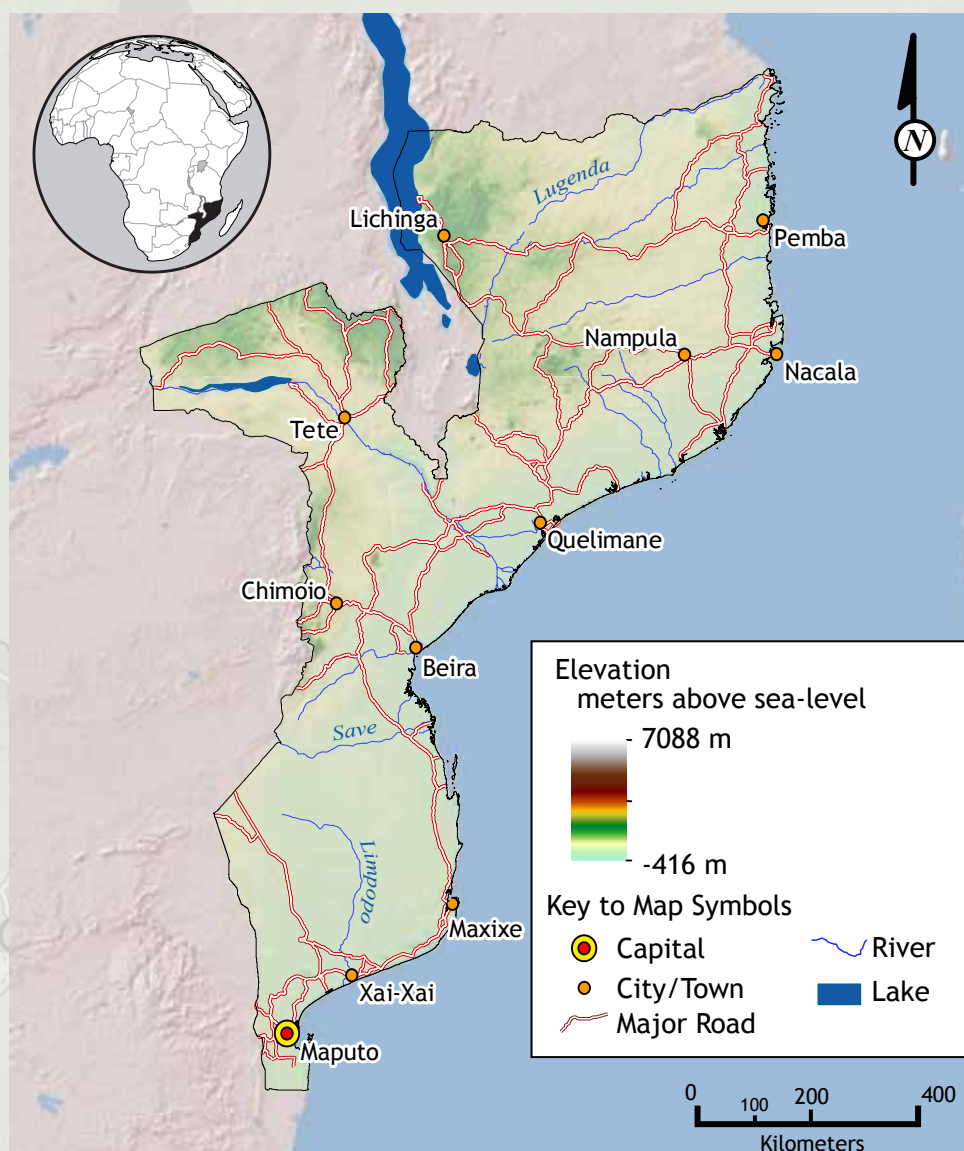 N
Lugenda
Lichinga
Pemba
Nampula
Nacala
Tete
Quelimane
Chimoio
Beira
Save
Limpopo
Maxixe
Xai-Xai
Maputo
Elevation
meters above sea-level
7088 m
-416 m
Key to Map Symbols
Capital
River
City/Town
Lake
Major Road
0 100 200 400
Kilometers